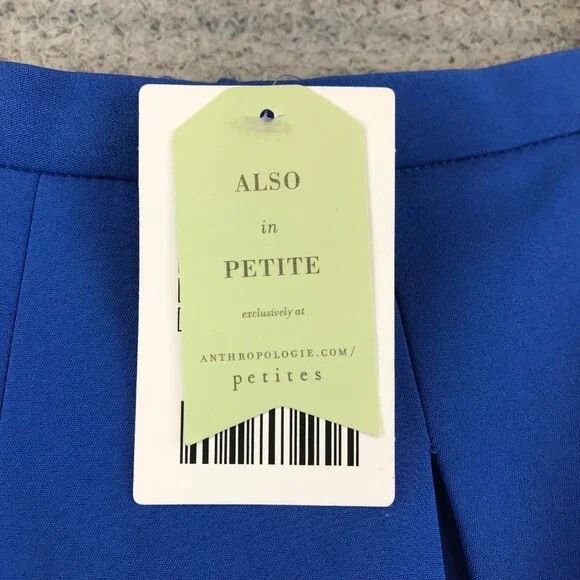 ALSO
in
PETITE
exclusively at
ANTHROPOLOGIE.COM/
petites